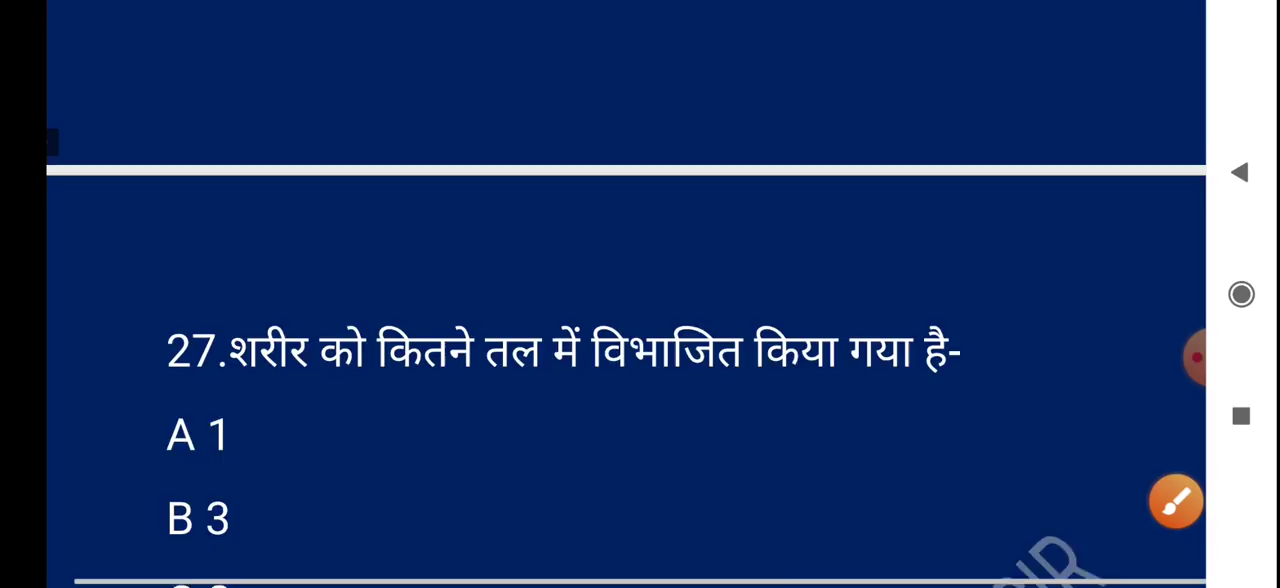 27.शरीर को कितने तल में विभाजित किया गया है-
A 1
B 3